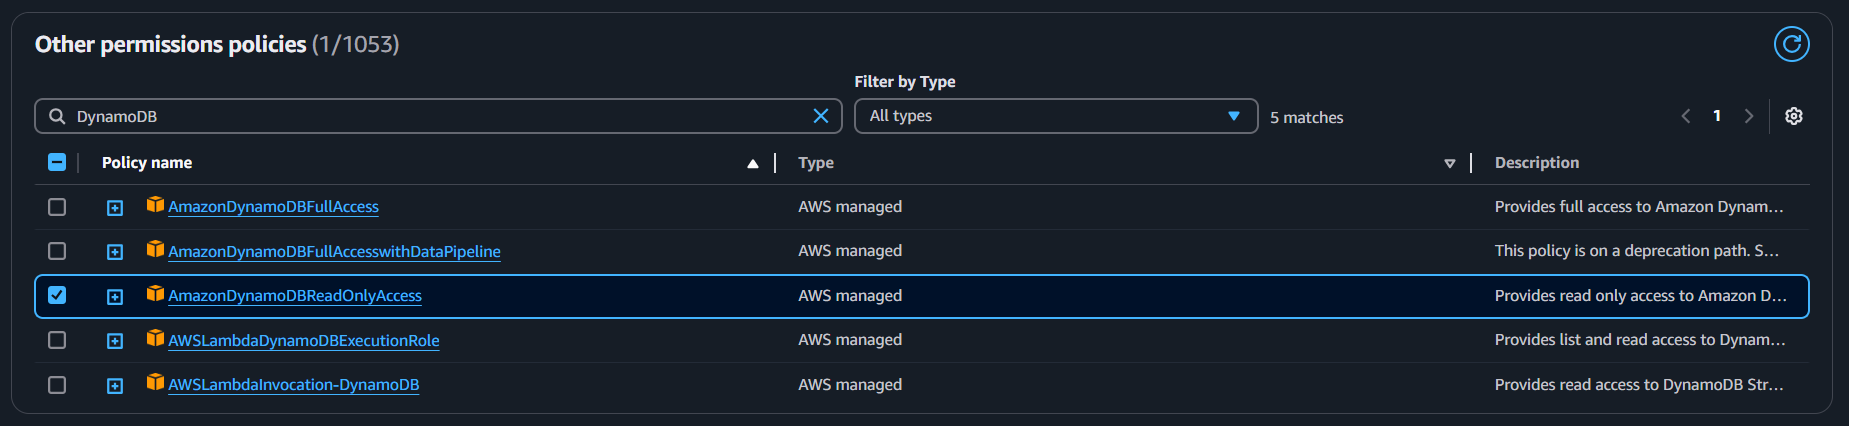 Other permissions policies (1/1053)
Filter by Type
DynamoDB
All types
5 matches
1
Policy name
Type
Description
AmazonDynamoDBFullAccess
AWS managed
Provides full access to Amazon Dynam...
AmazonDynamoDBFullAccesswithDataPipeline
AWS managed
This policy is on a deprecation path. S...
AmazonDynamoDBReadOnlyAccess
AWS managed
Provides read only access to Amazon D...
AWSLambdaDynamoDBExecutionRole
AWS managed
Provides list and read access to Dynam...
AWSLambdaInvocation-DynamoDB
AWS managed
Provides read access to DynamoDB Str...